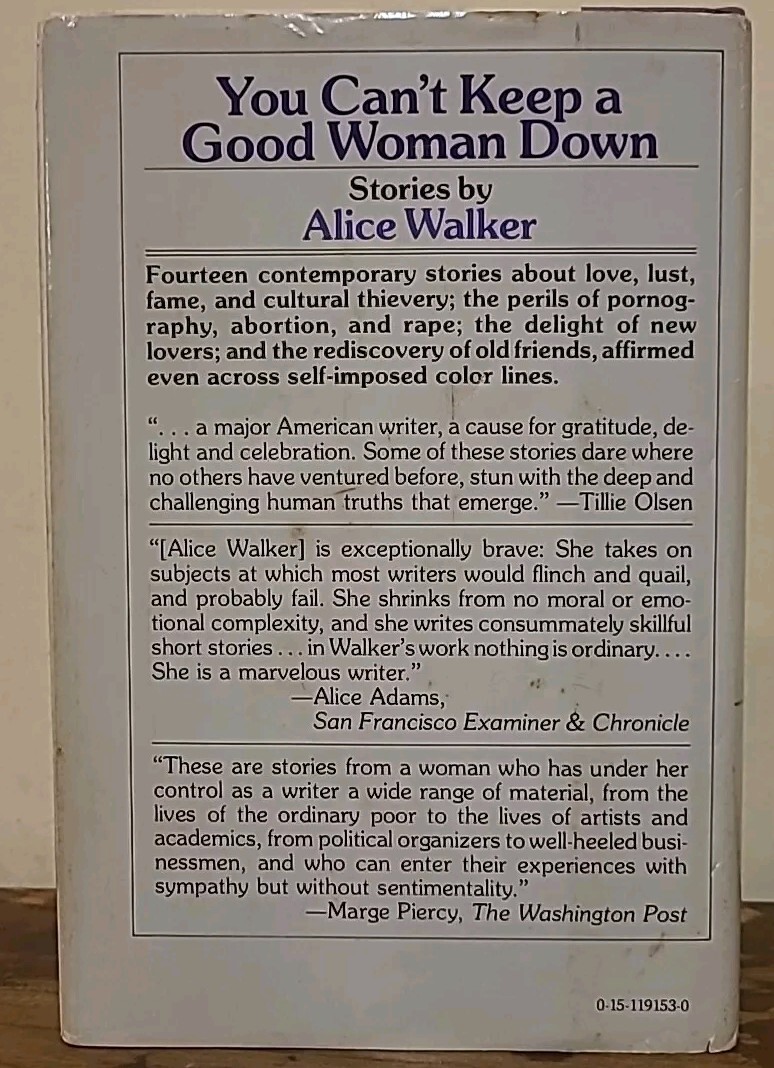 You Can't Keep a
Good Woman Down
Stories by
Alice Walker
Fourteen contemporary stories about love, lust,
fame, and cultural thievery; the perils of pornog-
raphy, abortion, and rape; the delight of new
lovers; and the rediscovery of old friends, affirmed
even across self-imposed color lines.
“. . . a major American writer, a cause for gratitude, de-
light and celebration. Some of these stories dare where
no others have ventured before, stun with the deep and
challenging human truths that emerge.” —Tillie Olsen
“[Alice Walker] is exceptionally brave: She takes on
subjects at which most writers would flinch and quail,
and probably fail. She shrinks from no moral or emo-
tional complexity, and she writes consummately skillful
short stories . . . in Walker's work nothing is ordinary. . . .
She is a marvelous writer.”
—Alice Adams,
San Francisco Examiner & Chronicle
“These are stories from a woman who has under her
control as a writer a wide range of material, from the
lives of the ordinary poor to the lives of artists and
academics, from political organizers to well-heeled busi-
nessmen, and who can enter their experiences with
sympathy but without sentimentality.”
—Marge Piercy, The Washington Post
0-15-119153-0